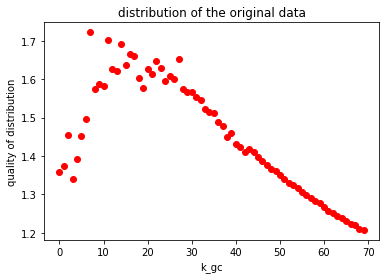 distribution of the original data
1.7
1.6
1.5
1.4
1.3
1.2
quality of distribution
0 10 20 30 40 50 60 70
k_gc